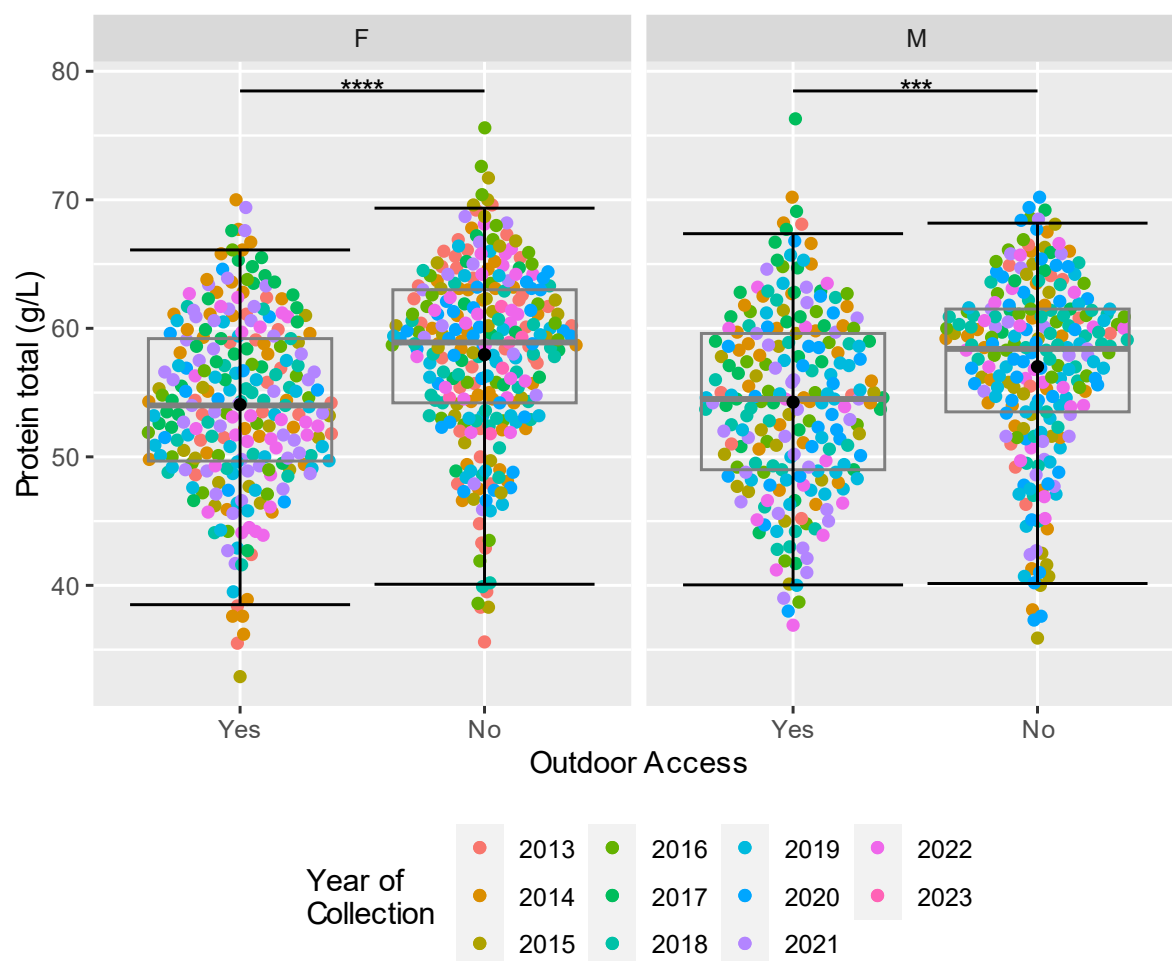 F M
**** ***
80
70
60
50
40
Protein total (g/L)
Yes No Yes No
Outdoor Access
Year of
Collection
2013 2016 2019 2022
2014 2017 2020 2023
2015 2018 2021